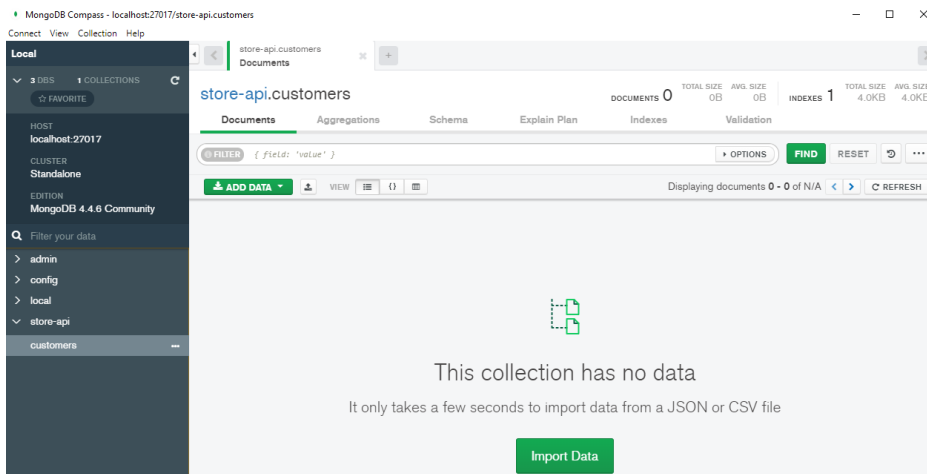 MongoDB Compass - localhost:27017/store-api.customers
Connect View Collection Help
Local
3 DBS 1 COLLECTIONS
FAVORITE
HOST
localhost:27017
CLUSTER
Standalone
EDITION
MongoDB 4.4.6 Community
Filter your data
admin
config
local
store-api
customers
store-api.customers
Documents
store-api.customers
DOCUMENTS 0 TOTAL SIZE 0B AVG. SIZE 0B INDEXES 1 TOTAL SIZE 4.0KB AVG. SIZE 4.0KB
Documents Aggregations Schema Explain Plan Indexes Validation
FILTER { field: 'value' } OPTIONS FIND RESET
ADD DATA VIEW {} Displaying documents 0 - 0 of N/A REFRESH
This collection has no data
It only takes a few seconds to import data from a JSON or CSV file
Import Data